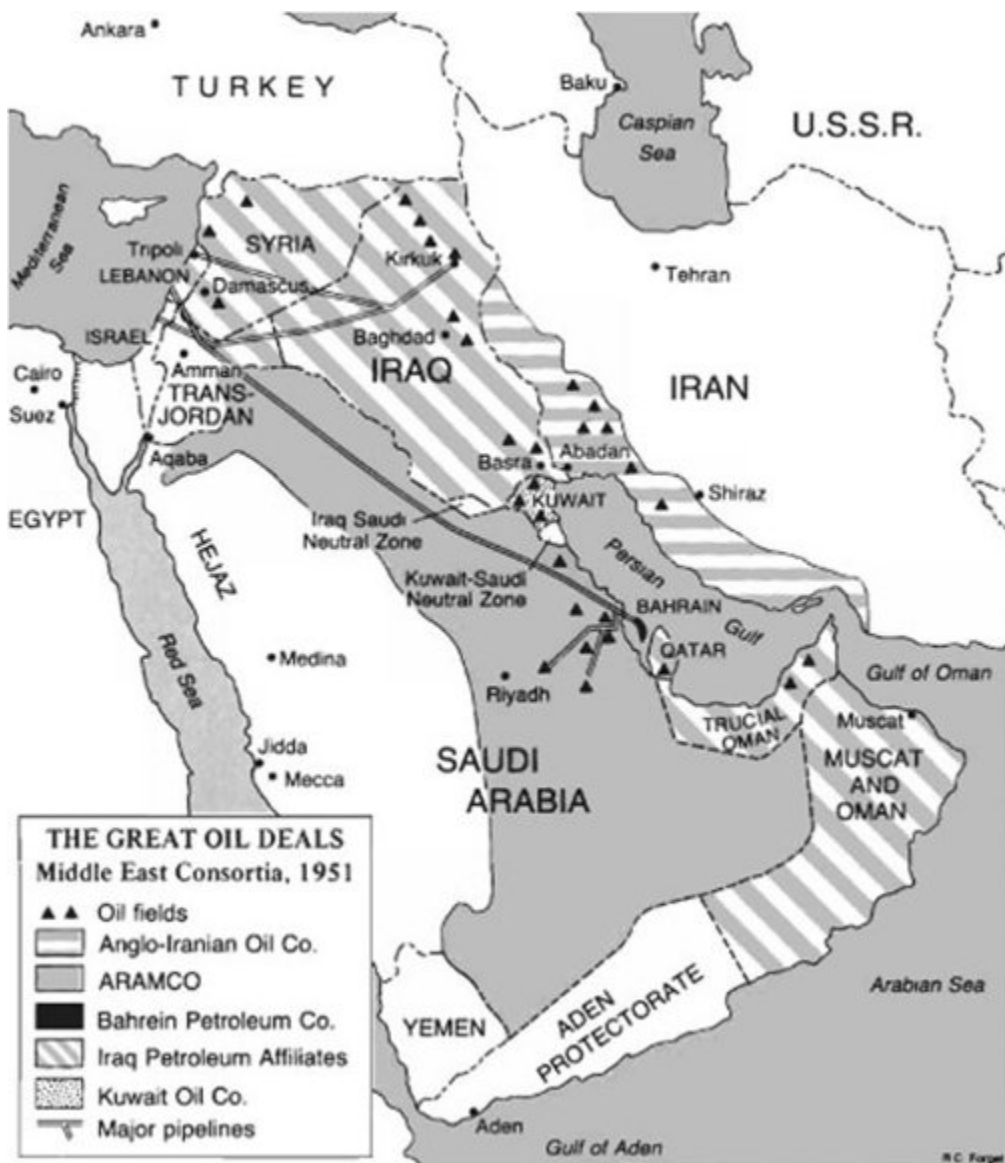 Ankara
TURKEY
Baku
Caspian
Sea
U.S.S.R.
Mediterranean
Sea
Tripoli
SYRIA
LEBANON
Damascus
Kirkuk
Tehran
ISRAEL
Baghdad
IRAQ
IRAN
Cairo
Suez
Amman
TRANS-
JORDAN
Aqaba
Basra
Abadan
Shiraz
EGYPT
HEJAZ
KUWAIT
Iraq Saudi
Neutral Zone
Kuwait-Saudi
Neutral Zone
Persian
Gulf
BAHRAIN
QATAR
Gulf of Oman
Red Sea
Medina
Riyadh
TRUCIAL
OMAN
Muscat
MUSCAT
AND
OMAN
Jidda
Mecca
SAUDI
ARABIA
THE GREAT OIL DEALS
Middle East Consortia, 1951
Oil fields
Anglo-Iranian Oil Co.
ARAMCO
Bahrein Petroleum Co.
Iraq Petroleum Affiliates
Kuwait Oil Co.
Major pipelines
YEMEN
ADEN
PROTECTORATE
Arabian Sea
Aden
Gulf of Aden